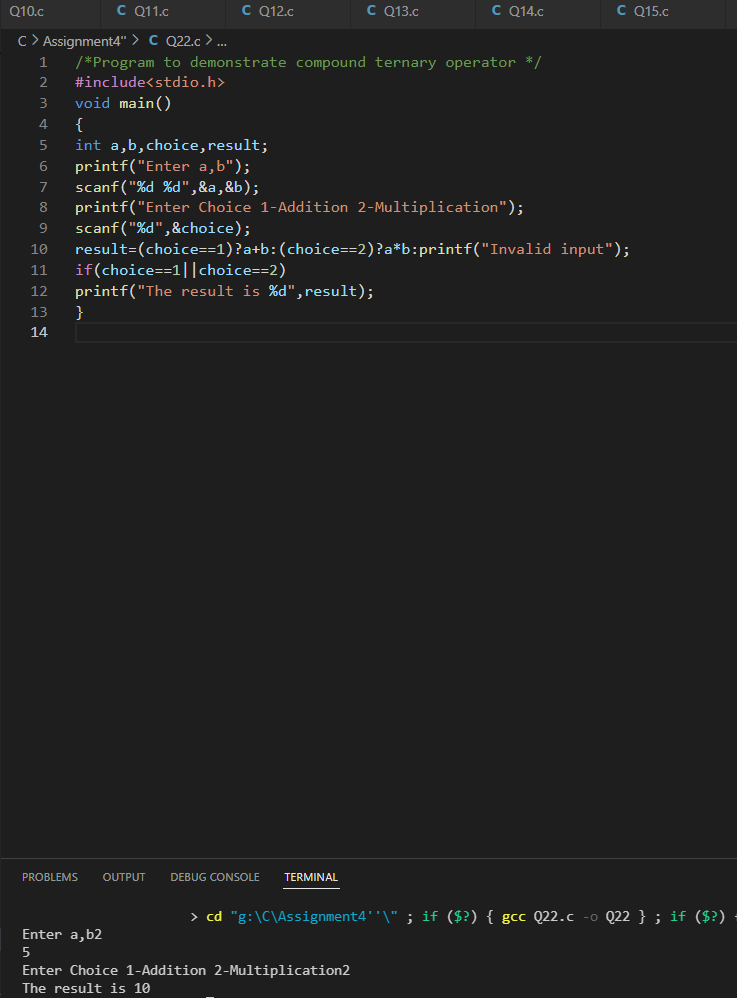 Q10.c C Q11.c C Q12.c C Q13.c C Q14.c C Q15.c
C > Assignment4" > C Q22.c > ...
1 /*Program to demonstrate compound ternary operator */
2 #include<stdio.h>
3 void main()
4 {
5 int a,b,choice,result;
6 printf("Enter a,b");
7 scanf("%d %d",&a,&b);
8 printf("Enter Choice 1-Addition 2-Multiplication");
9 scanf("%d",&choice);
10 result=(choice==1)?a+b:(choice==2)?a*b:printf("Invalid input");
11 if(choice==1||choice==2)
12 printf("The result is %d",result);
13 }
14
PROBLEMS OUTPUT DEBUG CONSOLE TERMINAL
> cd "g:\C\Assignment4''\" ; if ($?) { gcc Q22.c -o Q22 } ; if ($?) {
Enter a,b2
5
Enter Choice 1-Addition 2-Multiplication2
The result is 10